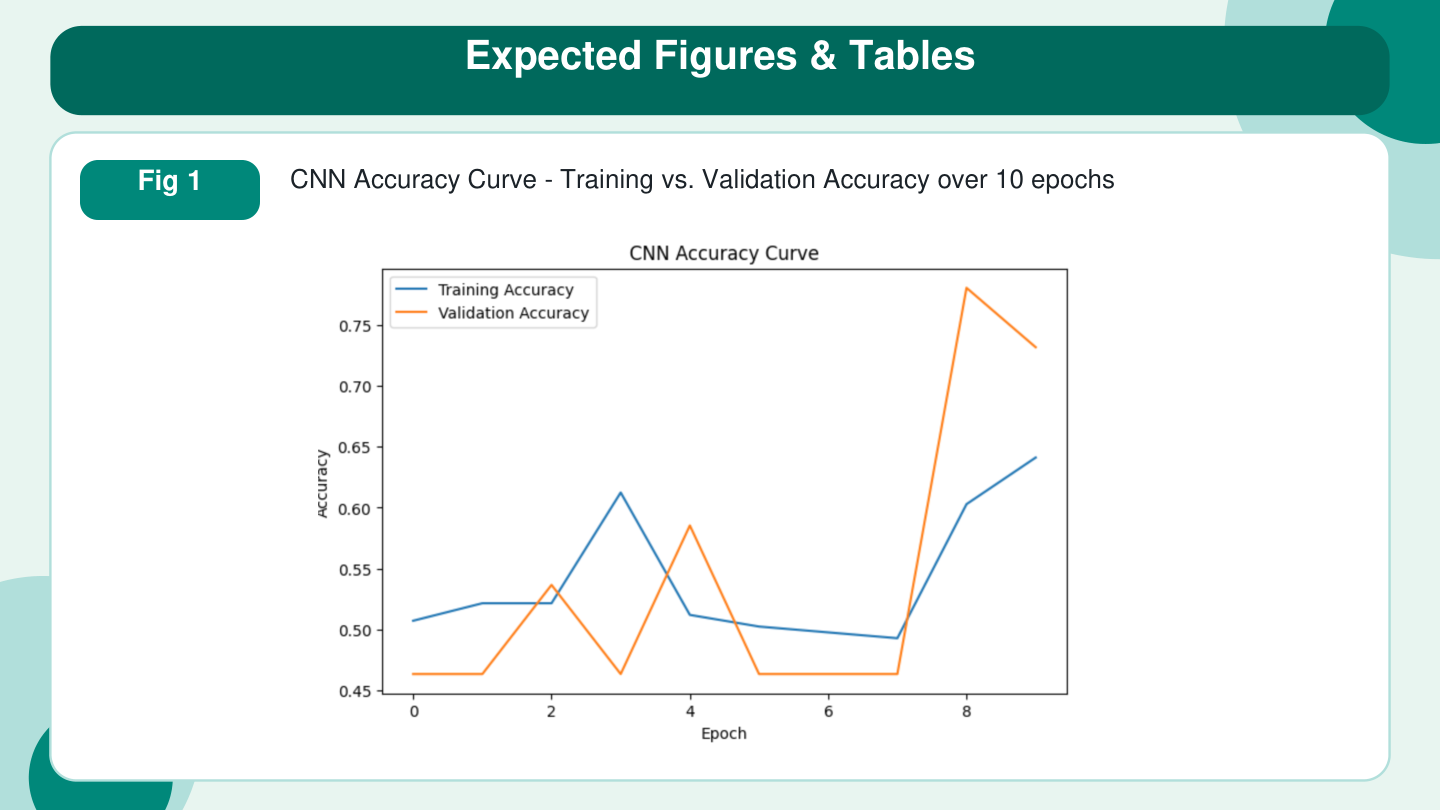 Expected Figures & Tables
Fig 1
CNN Accuracy Curve - Training vs. Validation Accuracy over 10 epochs
CNN Accuracy Curve
Training Accuracy
Validation Accuracy
0.75
0.70
0.65
0.60
0.55
0.50
0.45
Accuracy
0 2 4 6 8
Epoch